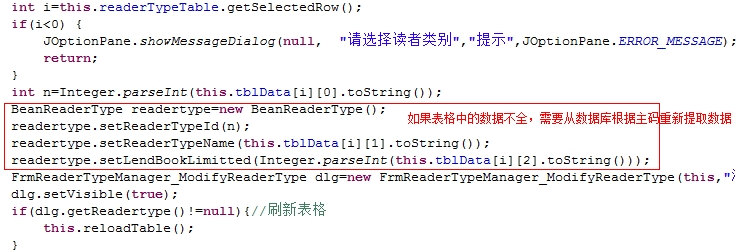 int i=this.readerTypeTable.getSelectedRow();
if(i<0) {
JOptionPane.showMessageDialog(null, "请选择读者类别","提示",JOptionPane.ERROR_MESSAGE);
return;
}
int n=Integer.parseInt(this.tblData[i][0].toString());
BeanReaderType readertype=new BeanReaderType();
如果表格中的数据不全，需要从数据库根据主码重新提取数据
readertype.setReaderTypeId(n);
readertype.setReaderTypeName(this.tblData[i][1].toString());
readertype.setLendBookLimitted(Integer.parseInt(this.tblData[i][2].toString()));
FrmReaderTypeManager_ModifyReaderType dlg=new FrmReaderTypeManager_ModifyReaderType(this,"
dlg.setVisible(true);
if(dlg.getReadertype()!=null){//刷新表格
this.reloadTable();
}